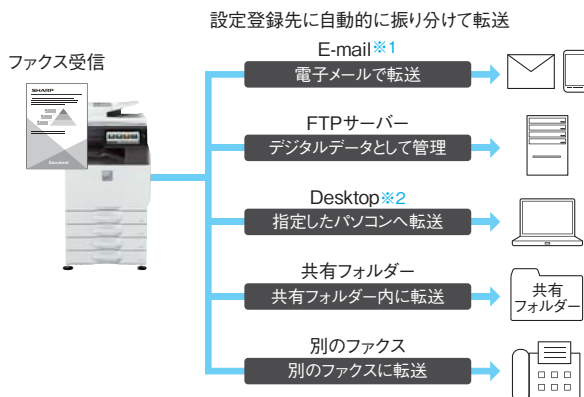 設定登録先に自動的に振り分けて転送
ファクス受信
SHARP
Document
E-mail※1
電子メールで転送
FTPサーバー
デジタルデータとして管理
Desktop※2
指定したパソコンへ転送
共有フォルダー
共有フォルダー内に転送
共有
フォルダー
別のファクス
別のファクスに転送